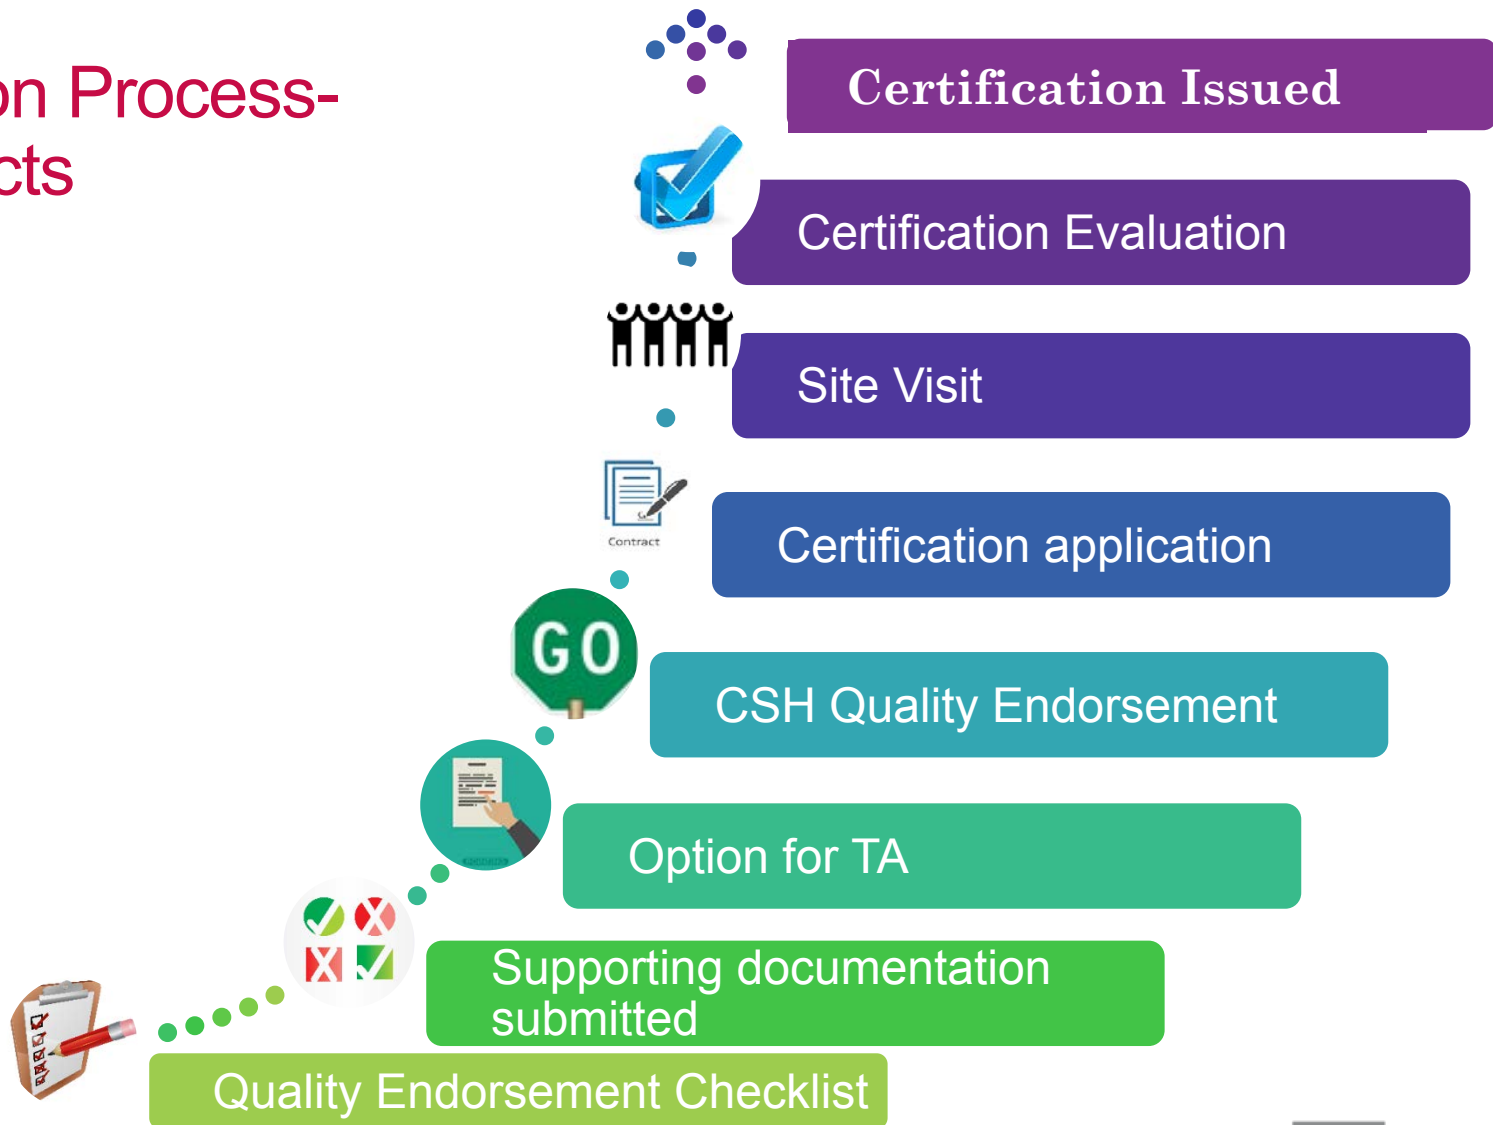 on Process-
cts
Certification Issued
Certification Evaluation
Site Visit
Contract
Certification application
GO
CSH Quality Endorsement
Option for TA
Supporting documentation
submitted
Quality Endorsement Checklist